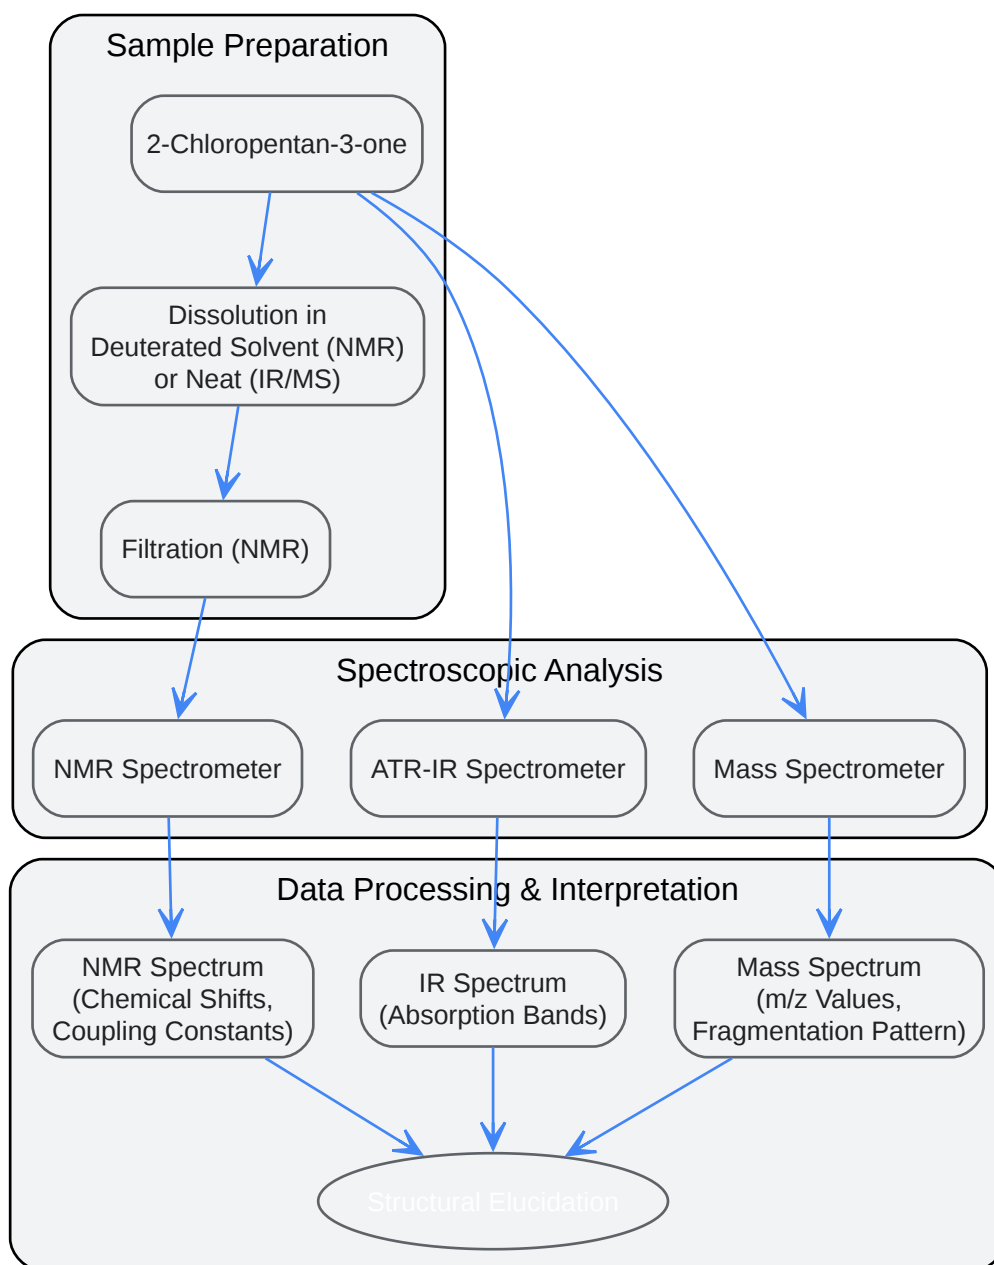 Sample Preparation
2-Chloropentan-3-one
Dissolution in
Deuterated Solvent (NMR)
or Neat (IR/MS)
Filtration (NMR)
Spectroscopic Analysis
NMR Spectrometer
ATR-IR Spectrometer
Mass Spectrometer
Data Processing & Interpretation
NMR Spectrum
(Chemical Shifts,
Coupling Constants)
IR Spectrum
(Absorption Bands)
Mass Spectrum
(m/z Values,
Fragmentation Pattern)
Structural Elucidation